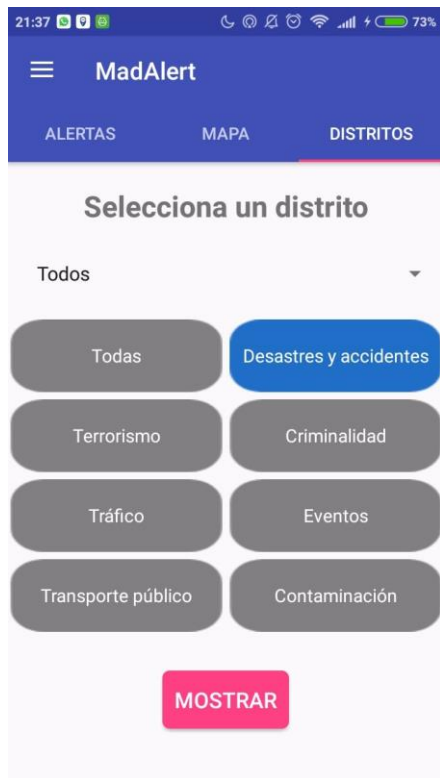 21:37 73%
MadAlert
ALERTAS MAPA DISTRITOS
Selecciona un distrito
Todos
Todas Desastres y accidentes
Terrorismo Criminalidad
Tráfico Eventos
Transporte público Contaminación
MOSTRAR